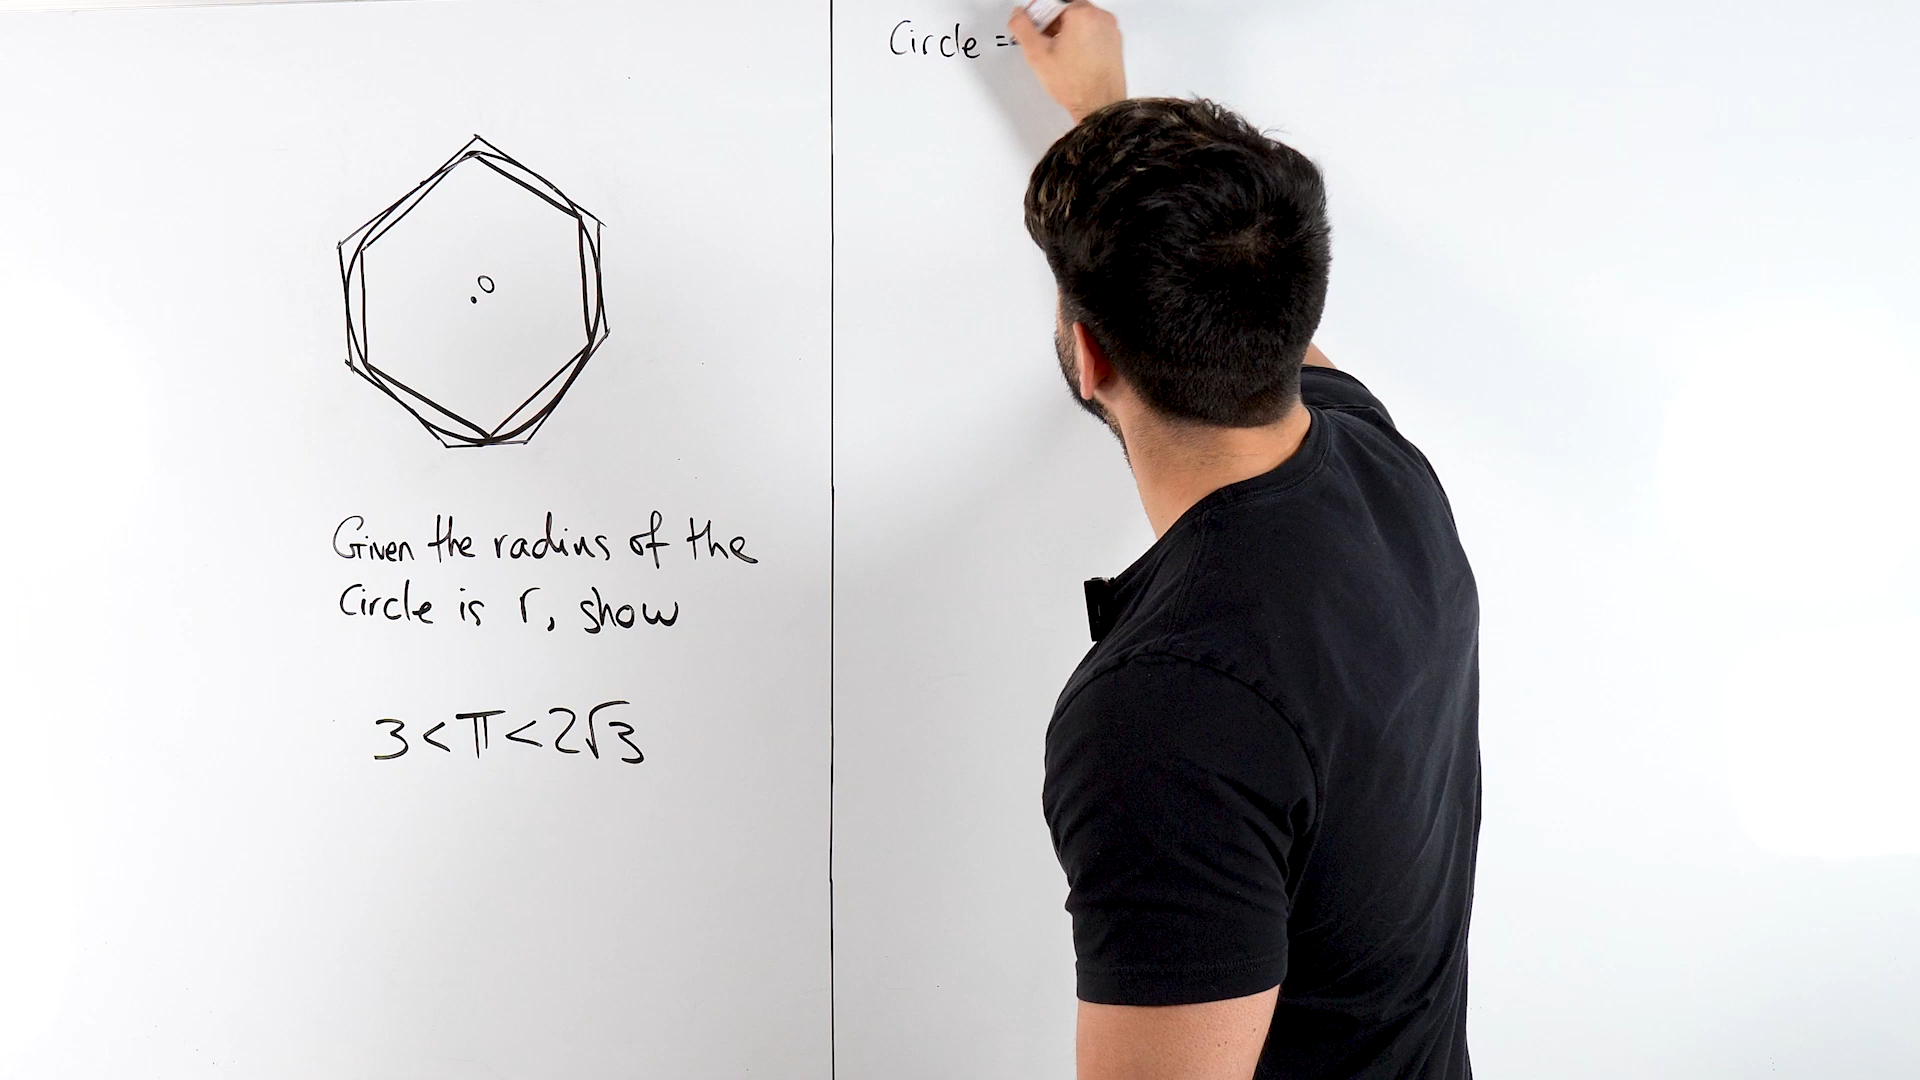 O
Given the radius of the
Circle is r, show
3 < π < 2√3
Circle =